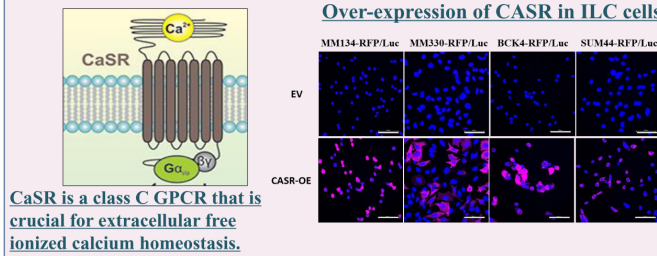 Over-expression of CASR in ILC cells
Ca²⁺
CaSR
Gα
βγ
CaSR is a class C GPCR that is
crucial for extracellular free
ionized calcium homeostasis.
MM134-RFP/Luc MM330-RFP/Luc BCK4-RFP/Luc SUM44-RFP/Luc
EV
CASR-OE